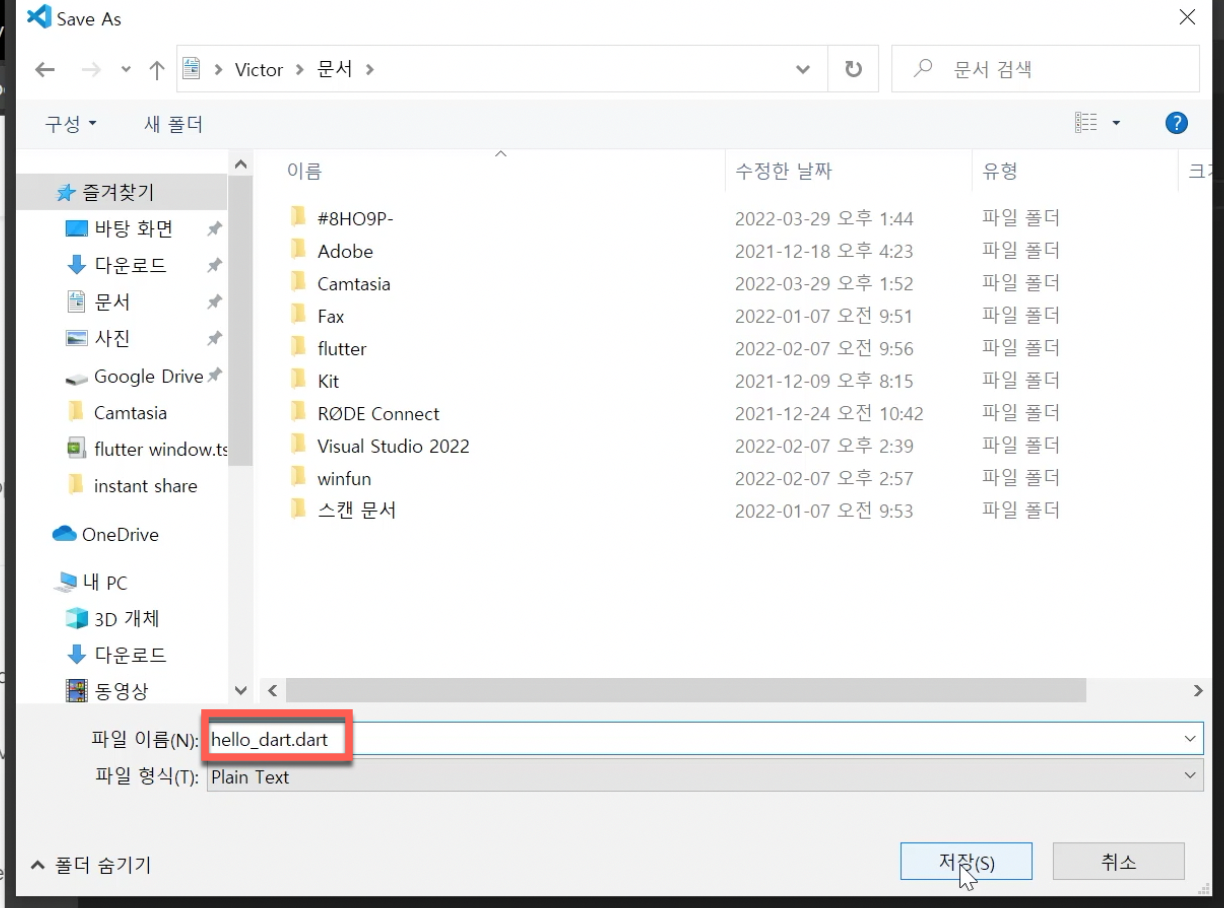 Save As
Victor > 문서 >
문서 검색
구성
새 폴더
?
이름 수정한 날짜 유형
즐겨찾기
바탕 화면
다운로드
문서
사진
Google Drive
Camtasia
flutter window.ts
instant share
OneDrive
내 PC
3D 개체
다운로드
동영상
#8HO9P- 2022-03-29 오후 1:44 파일 폴더
Adobe 2021-12-18 오후 4:23 파일 폴더
Camtasia 2022-03-29 오후 1:52 파일 폴더
Fax 2022-01-07 오전 9:51 파일 폴더
flutter 2022-02-07 오전 9:56 파일 폴더
Kit 2021-12-09 오후 8:15 파일 폴더
RØDE Connect 2021-12-24 오전 10:42 파일 폴더
Visual Studio 2022 2022-02-07 오후 2:39 파일 폴더
winfun 2022-02-07 오후 2:57 파일 폴더
스캔 문서 2022-01-07 오전 9:53 파일 폴더
파일 이름(N): hello_dart.dart
파일 형식(T): Plain Text
폴더 숨기기
저장(S)
취소